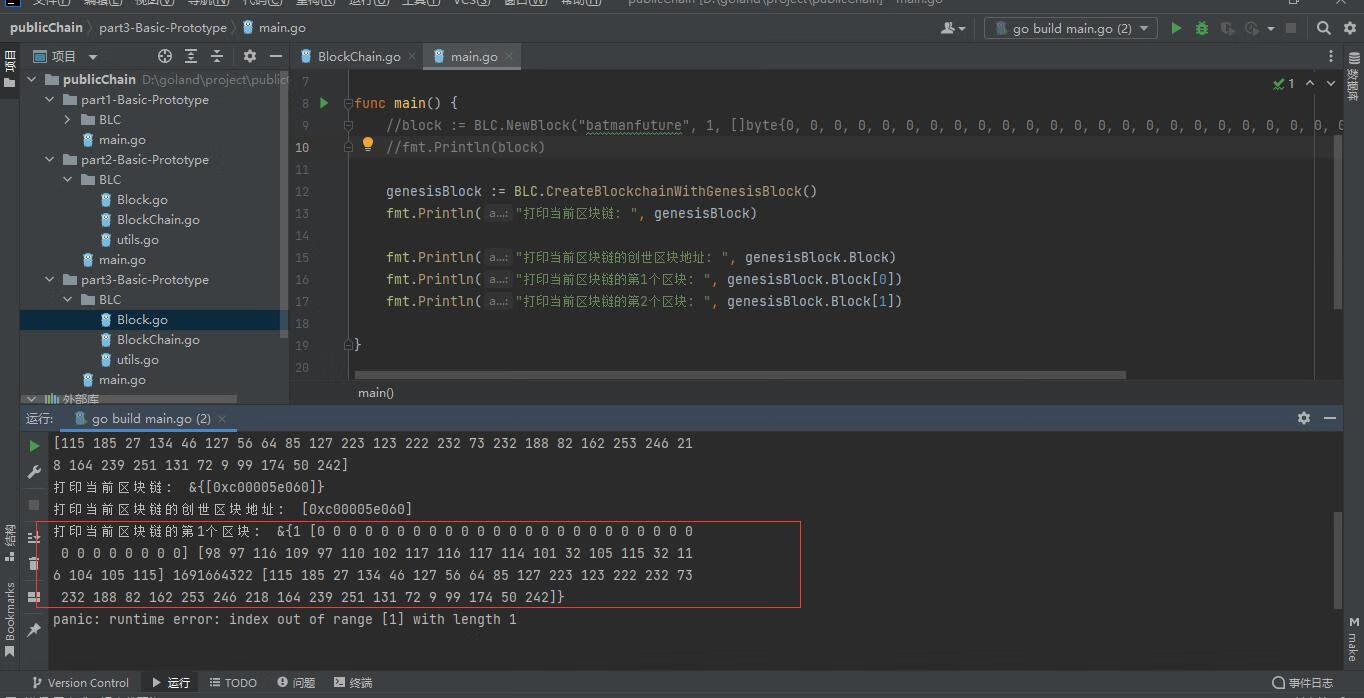 publicChain part3-Basic-Prototype main.go go build main.go (2)
项目 项目 BlockChain.go main.go
publicChain D:\goland\project\public
part1-Basic-Prototype
BLC
main.go
part2-Basic-Prototype
BLC
Block.go
BlockChain.go
utils.go
main.go
part3-Basic-Prototype
BLC
Block.go
BlockChain.go
utils.go
main.go
外部库
7
8 func main() {
9 //block := BLC.NewBlock("batmanfuture", 1, []byte{0, 0, 0, 0, 0, 0, 0, 0, 0, 0, 0, 0, 0, 0, 0, 0, 0, 0, 0, 0, 0, 0, 0, 0
10 //fmt.Println(block)
11
12 genesisBlock := BLC.CreateBlockchainWithGenesisBlock()
13 fmt.Println( a...: "打印当前区块链: ", genesisBlock)
14
15 fmt.Println( a...: "打印当前区块链的创世区块地址: ", genesisBlock.Block)
16 fmt.Println( a...: "打印当前区块链的第1个区块: ", genesisBlock.Block[0])
17 fmt.Println( a...: "打印当前区块链的第2个区块: ", genesisBlock.Block[1])
18
19 }
20
main()
1
数据库
运行: go build main.go (2)
[115 185 27 134 46 127 56 64 85 127 223 123 222 232 73 232 188 82 162 253 246 21
8 164 239 251 131 72 9 99 174 50 242]
打印当前区块链: &{[0xc00005e060]}
打印当前区块链的创世区块地址: [0xc00005e060]
打印当前区块链的第1个区块: &{1 [0 0 0 0 0 0 0 0 0 0 0 0 0 0 0 0 0 0 0 0 0 0 0 0
0 0 0 0 0 0 0 0] [98 97 116 109 97 110 102 117 116 117 114 101 32 105 115 32 11
6 104 105 115] 1691664322 [115 185 27 134 46 127 56 64 85 127 223 123 222 232 73
232 188 82 162 253 246 218 164 239 251 131 72 9 99 174 50 242]}
panic: runtime error: index out of range [1] with length 1
结构
Bookmarks
M make
Version Control 运行 TODO 问题 终端 事件日志